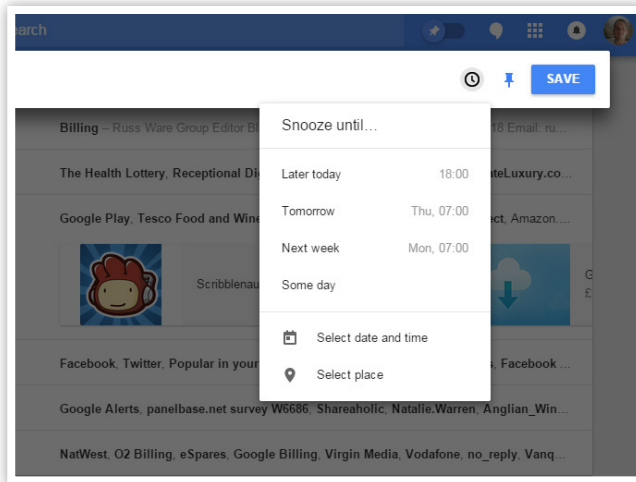 earch
SAVE
Snooze until…
Billing – Russ Ware Group Editor Bi
18 Email: ru...
Later today 18:00
The Health Lottery, Receptional Di
ateLuxury.co...
Tomorrow Thu, 07:00
Google Play, Tesco Food and Wine
ect, Amazon....
Next week Mon, 07:00
Scribblenau
G
£
Some day
Select date and time
Facebook, Twitter, Popular in your
s, Facebook ...
Select place
Google Alerts, panelbase.net survey W6686, Shareaholic, Natalie.Warren, Anglian_Win...
NatWest, O2 Billing, eSpares, Google Billing, Virgin Media, Vodafone, no_reply, Vanq...